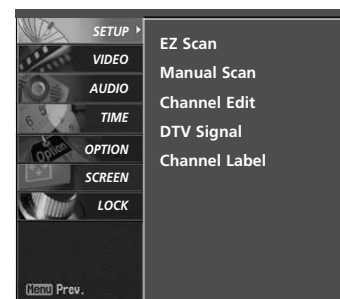 SETUP
VIDEO
AUDIO
TIME
OPTION
SCREEN
LOCK
Menu Prev.
EZ Scan
Manual Scan
Channel Edit
DTV Signal
Channel Label
Option